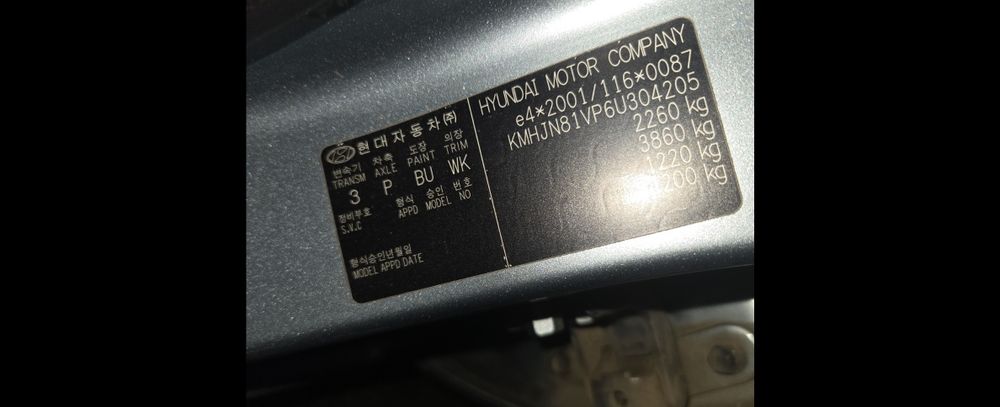 현대자동차㈜
변속기 차축 도장 의장
TRANSM AXLE PAINT TRIM
3 P BU WK
정비부호 형식 승인 번호
S.V.C APPD MODEL NO
형식승인년월일
MODEL APPD DATE
HYUNDAI MOTOR COMPANY
e4*2001/116*0087
KMHJN81VP6U304205
2260 kg
3860 kg
1220 kg
kg